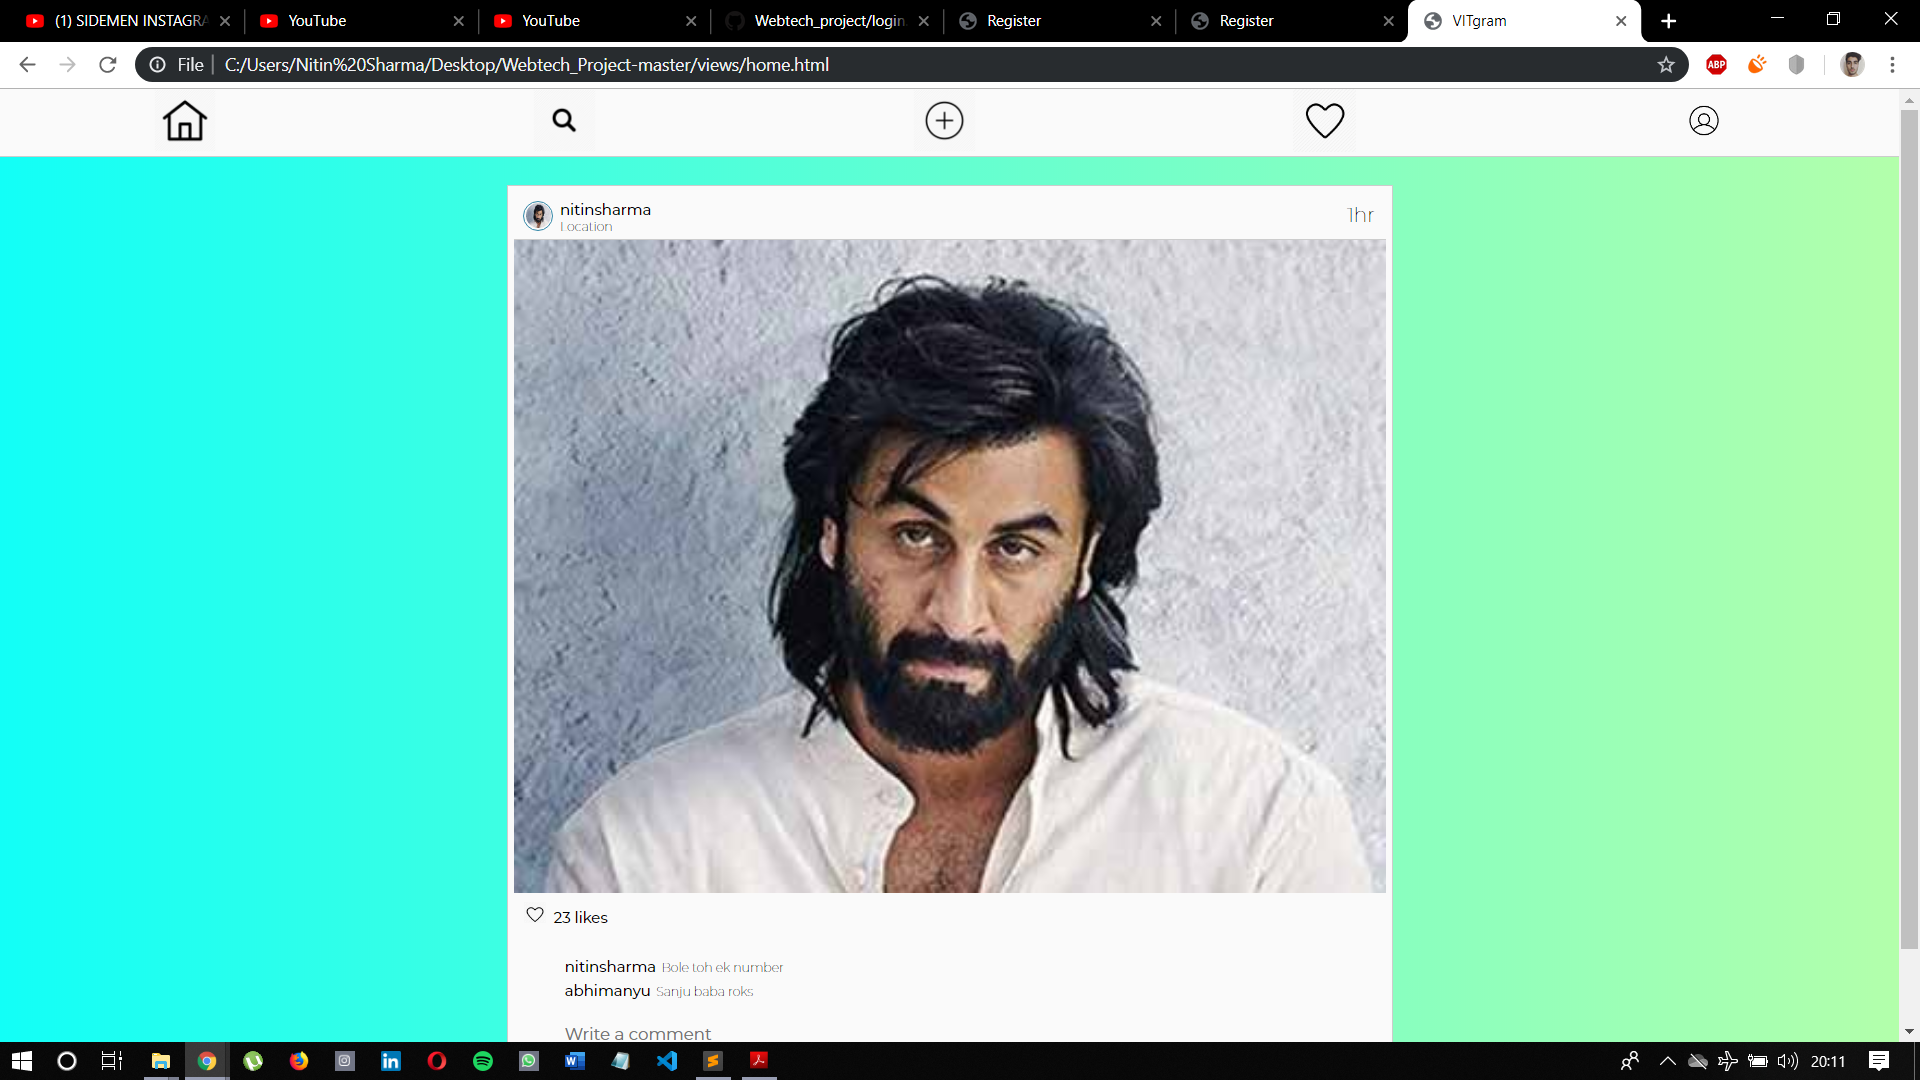 (1) SIDEMEN INSTAGRA
YouTube
YouTube
Webtech_project/login
Register
Register
VITgram
ABP
File
C:/Users/Nitin%20Sharma/Desktop/Webtech_Project-master/views/home.html
nitinsharma
Location
1hr
23 likes
nitinsharma Bole toh ek number
abhimanyu Sanju baba roks
Write a comment
20:11